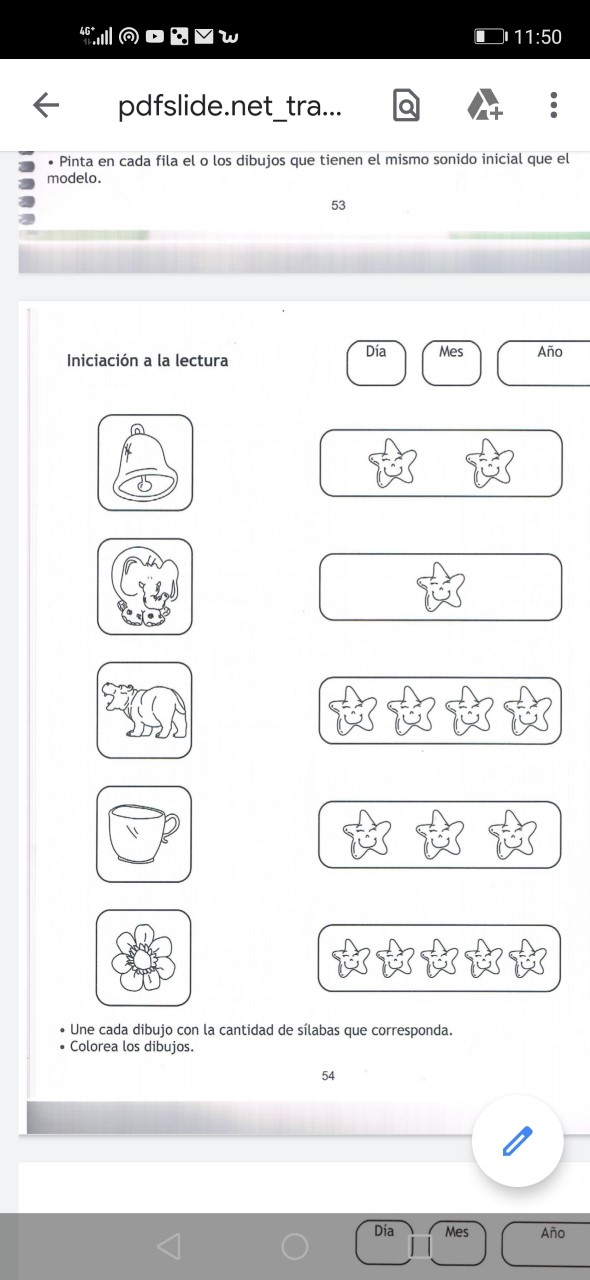 4G+ 11:50
pdfslide.net_tra...
• Pinta en cada fila el o los dibujos que tienen el mismo sonido inicial que el
modelo.
53
Iniciación a la lectura
Día Mes Año
• Une cada dibujo con la cantidad de sílabas que corresponda.
• Colorea los dibujos.
54
Día Mes Año